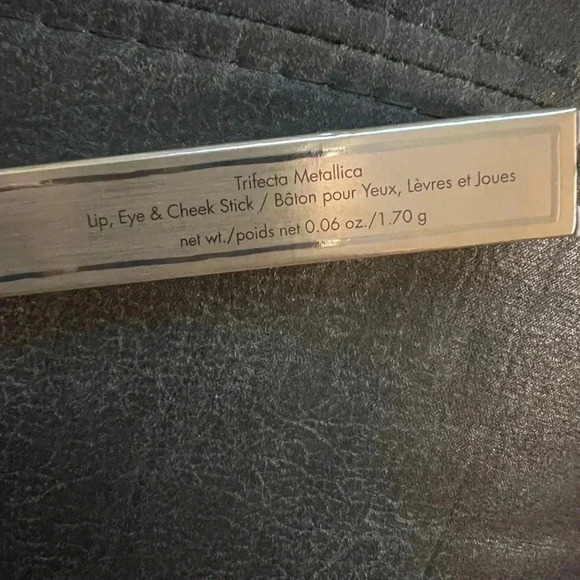 Trifecta Metallica
Lip, Eye & Cheek Stick / Bâton pour Yeux, Lèvres et Joues
net wt./poids net 0.06 oz./1.70 g